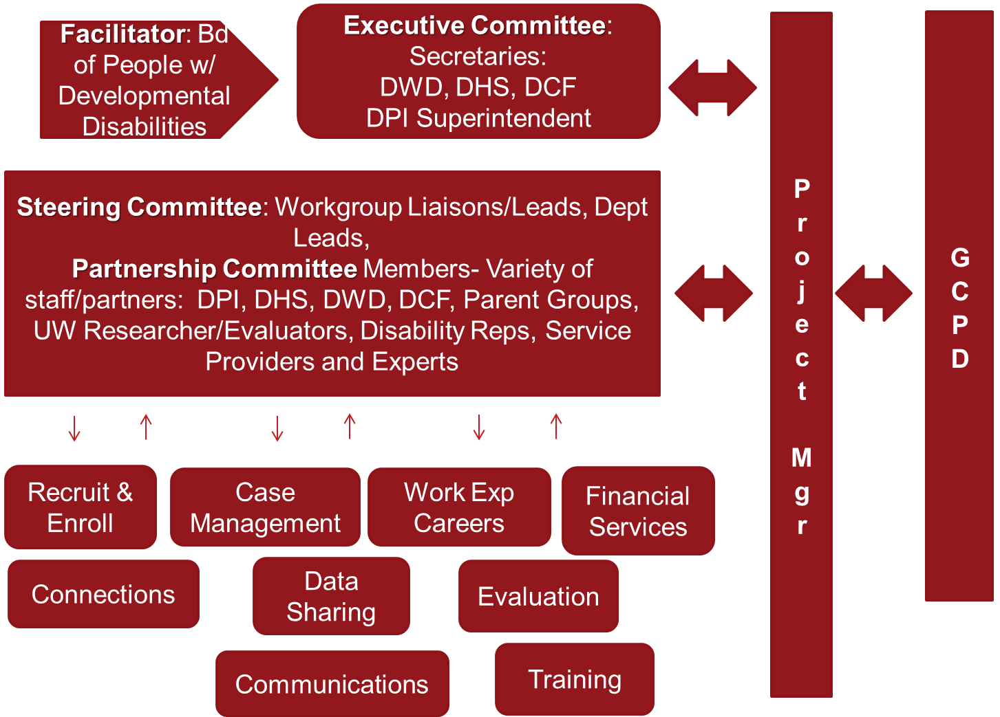 Facilitator: Bd
of People w/
Developmental
Disabilities
Executive Committee:
Secretaries:
DWD, DHS, DCF
DPI Superintendent
Steering Committee: Workgroup Liaisons/Leads, Dept
Leads,
Partnership Committee Members- Variety of
staff/partners:  DPI, DHS, DWD, DCF, Parent Groups,
UW Researcher/Evaluators, Disability Reps, Service
Providers and Experts
Recruit &
Enroll
Case
Management
Work Exp
Careers
Financial
Services
Connections
Data
Sharing
Evaluation
Communications
Training
P
r
o
j
e
c
t
M
g
r
G
C
P
D